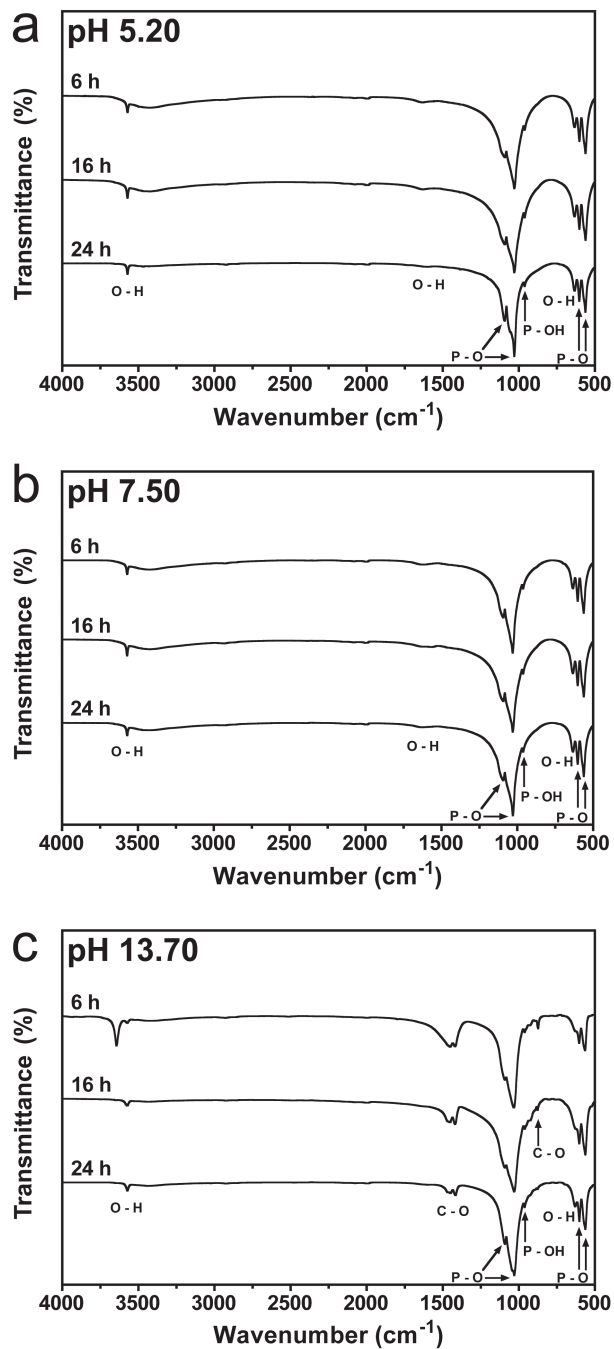 a
pH 5.20
6 h
16 h
24 h
O - H
O - H
O - H
P - OH
P - O
P - O
Transmittance (%)
4000 3500 3000 2500 2000 1500 1000 500
Wavenumber (cm⁻¹)
b
pH 7.50
6 h
16 h
24 h
O - H
O - H
O - H
P - OH
P - O
P - O
Transmittance (%)
4000 3500 3000 2500 2000 1500 1000 500
Wavenumber (cm⁻¹)
c
pH 13.70
6 h
16 h
C - O
24 h
O - H
C - O
O - H
P - OH
P - O
P - O
Transmittance (%)
4000 3500 3000 2500 2000 1500 1000 500
Wavenumber (cm⁻¹)